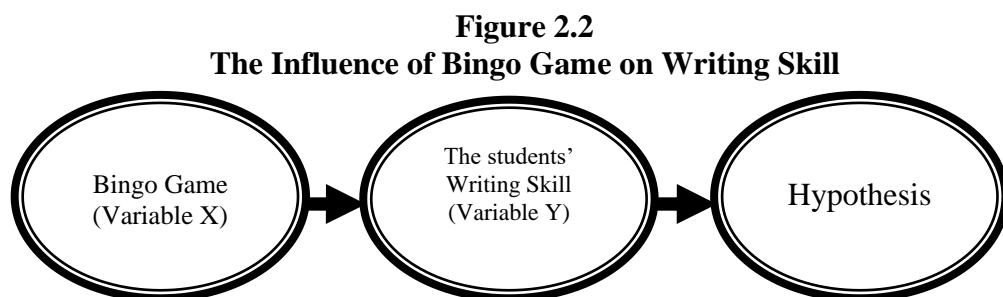 Figure 2.2
The Influence of Bingo Game on Writing Skill
Bingo Game
(Variable X)
The students’
Writing Skill
(Variable Y)
Hypothesis